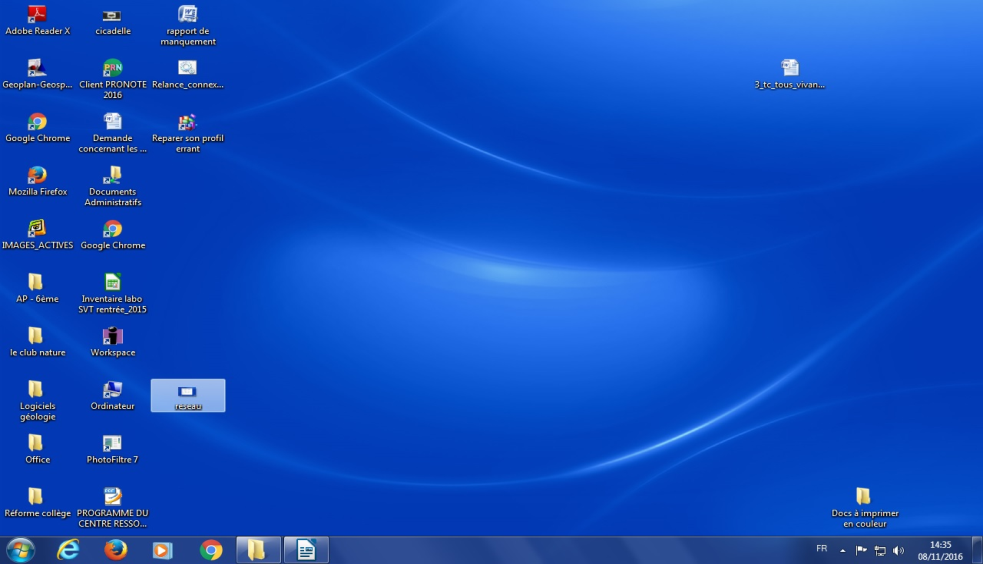 Adobe Reader X
cicadelle
rapport de
manquement
Geoplan-Geosp...
Client PRONOTE
2016
Relance_connex...
3_tc_tous_vivan...
Google Chrome
Demande
concernant les ...
Reparer son profil
errant
Mozilla Firefox
Documents
Administratifs
IMAGES_ACTIVES
Google Chrome
AP - 6ème
Inventaire labo
SVT rentrée_2015
le club nature
Workspace
Logiciels
géologie
Ordinateur
reseau
Office
PhotoFiltre 7
Réforme collège
PROGRAMME DU
CENTRE RESSO...
Docs à imprimer
en couleur
FR
14:35
08/11/2016